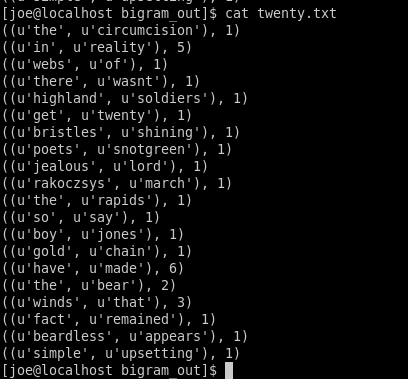 [joe@localhost bigram_out]$ cat twenty.txt
((u'the', u'circumcision'), 1)
((u'in', u'reality'), 5)
((u'webs', u'of'), 1)
((u'there', u'wasnt'), 1)
((u'highland', u'soldiers'), 1)
((u'get', u'twenty'), 1)
((u'bristles', u'shining'), 1)
((u'poets', u'snotgreen'), 1)
((u'jealous', u'lord'), 1)
((u'rakoczsys', u'march'), 1)
((u'the', u'rapids'), 1)
((u'so', u'say'), 1)
((u'boy', u'jones'), 1)
((u'gold', u'chain'), 1)
((u'have', u'made'), 6)
((u'the', u'bear'), 2)
((u'winds', u'that'), 3)
((u'fact', u'remained'), 1)
((u'beardless', u'appears'), 1)
((u'simple', u'upsetting'), 1)
[joe@localhost bigram_out]$